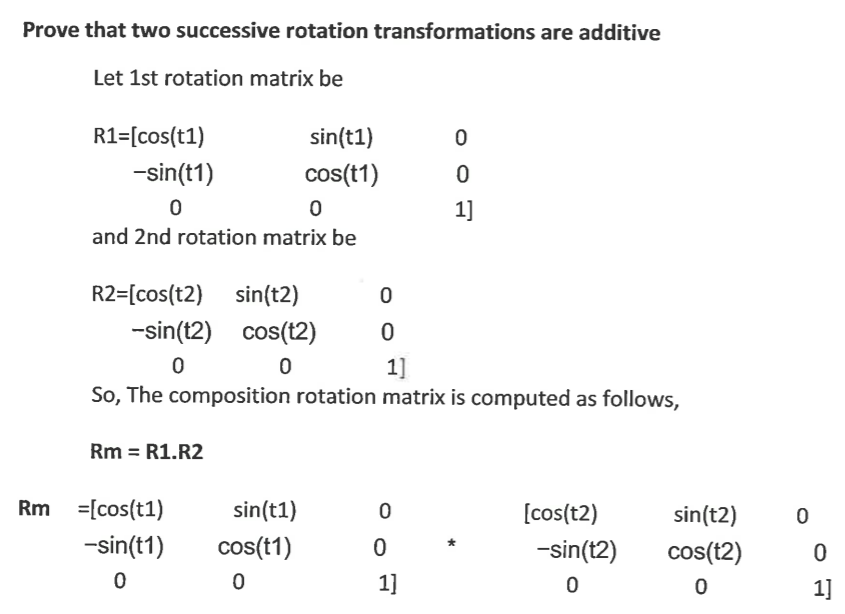 Prove that two successive rotation transformations are additive
Let 1st rotation matrix be
R1=[cos(t1) sin(t1) 0
−sin(t1) cos(t1) 0
0 0 1]
and 2nd rotation matrix be
R2=[cos(t2) sin(t2) 0
−sin(t2) cos(t2) 0
0 0 1]
So, The composition rotation matrix is computed as follows,
Rm = R1.R2
Rm =[cos(t1) sin(t1) 0 [cos(t2) sin(t2) 0
−sin(t1) cos(t1) 0 * −sin(t2) cos(t2) 0
0 0 1] 0 0 1]